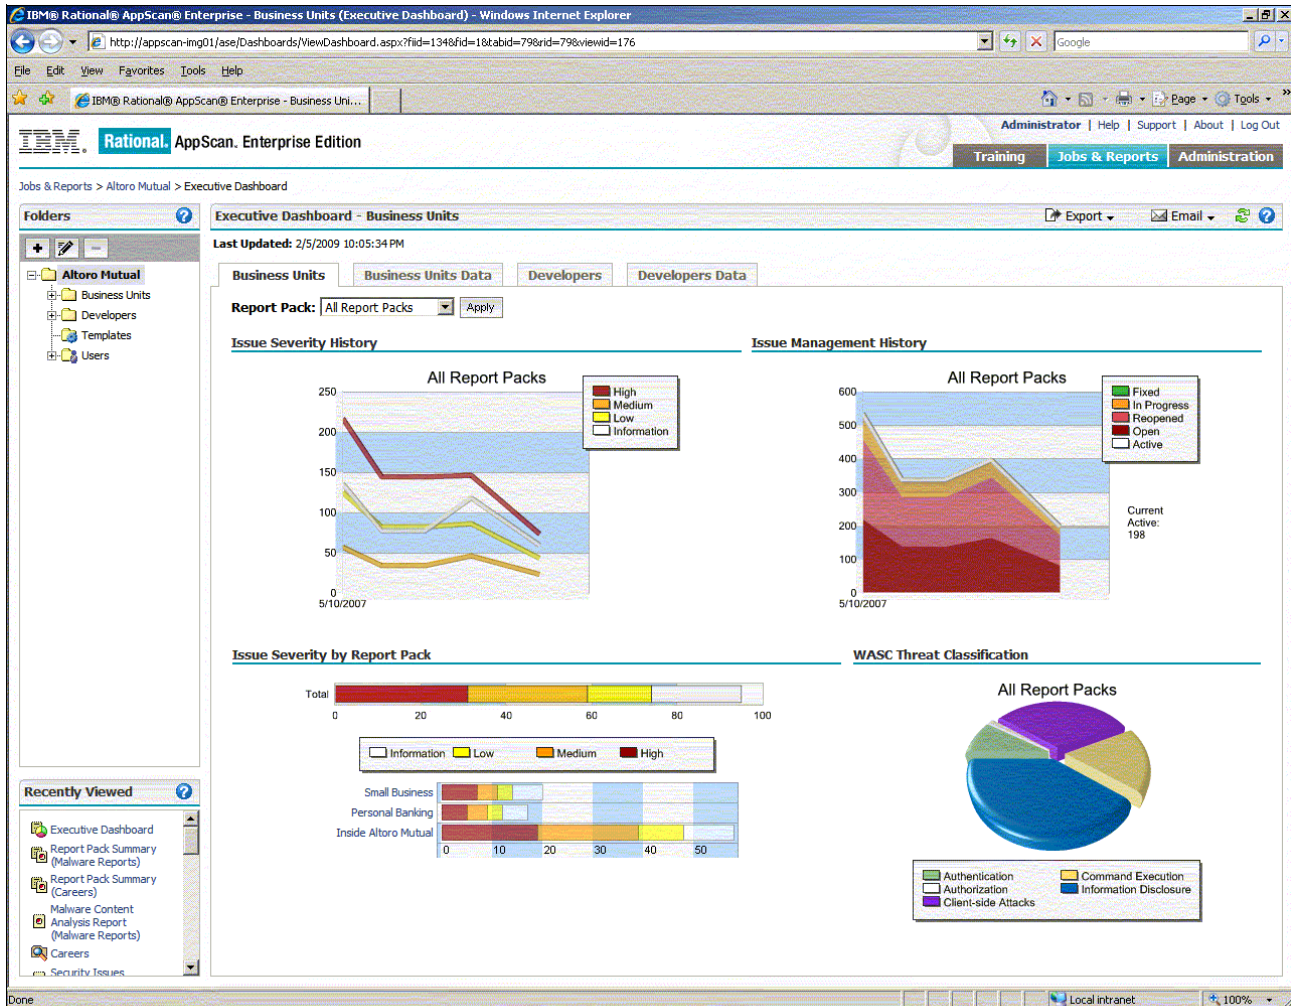 IBM® Rational® AppScan® Enterprise - Business Units (Executive Dashboard) - Windows Internet Explorer
http://appscan-img01/ase/Dashboards/ViewDashboard.aspx?fiid=134&fid=1&tabid=79&rid=79&viewid=176
Google
File Edit View Favorites Tools Help
IBM® Rational® AppScan® Enterprise - Business Uni...
Page Tools »
Administrator | Help | Support | About | Log Out
IBM. Rational. AppScan. Enterprise Edition
Training Jobs & Reports Administration
Jobs & Reports > Altoro Mutual > Executive Dashboard
Folders
Altoro Mutual
Business Units
Developers
Templates
Users
Executive Dashboard - Business Units
Export Email
Last Updated: 2/5/2009 10:05:34 PM
Business Units Business Units Data Developers Developers Data
Report Pack: All Report Packs Apply
Issue Severity History
All Report Packs
High
Medium
Low
Information
250
200
150
100
50
0
5/10/2007
Issue Management History
All Report Packs
Fixed
In Progress
Reopened
Open
Active
600
500
400
300
200
100
0
5/10/2007
Current
Active:
198
Issue Severity by Report Pack
Total
0 20 40 60 80 100
Information Low Medium High
Small Business
Personal Banking
Inside Altoro Mutual
0 10 20 30 40 50
WASC Threat Classification
All Report Packs
Authentication Command Execution
Authorization Information Disclosure
Client-side Attacks
Recently Viewed
Executive Dashboard
Report Pack Summary
(Malware Reports)
Report Pack Summary
(Careers)
Malware Content
Analysis Report
(Malware Reports)
Careers
Security Issues
Done
Local intranet
100%